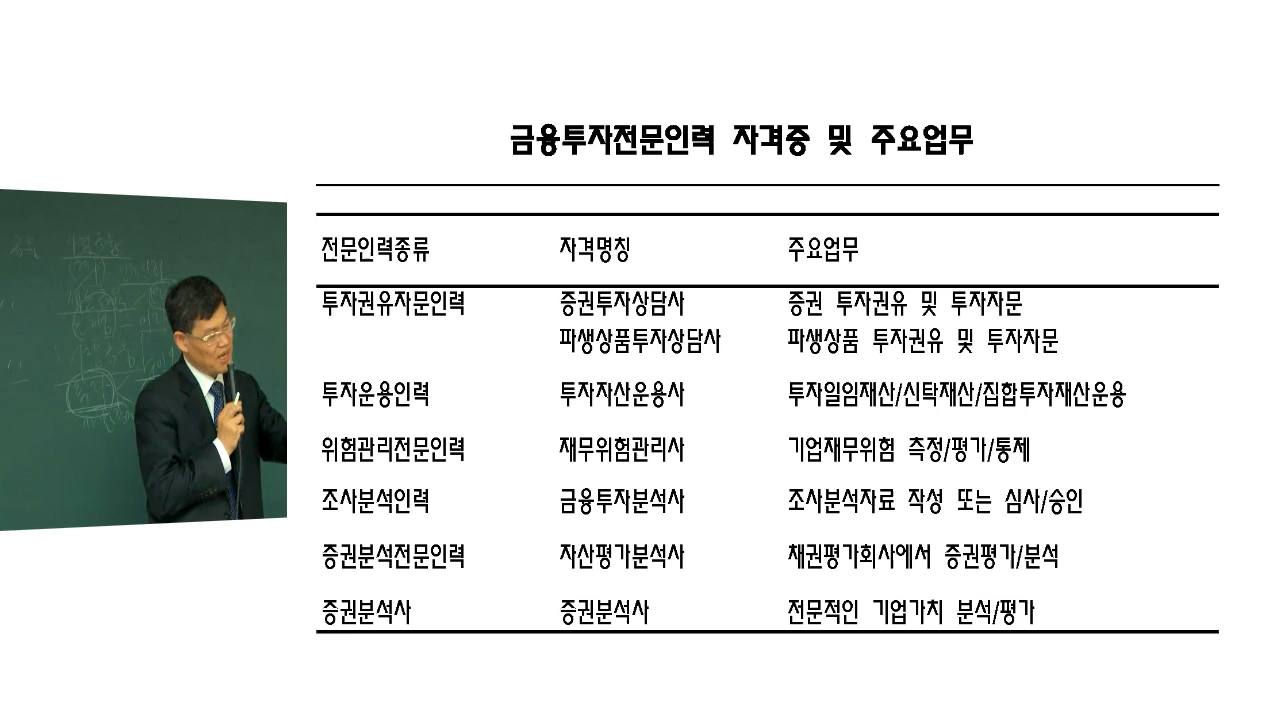 금융투자전문인력 자격증 및 주요업무
전문인력종류 자격명칭 주요업무
투자권유자문인력 증권투자상담사 증권 투자권유 및 투자자문
파생상품투자상담사 파생상품 투자권유 및 투자자문
투자운용인력 투자자산운용사 투자일임재산/신탁재산/집합투자재산운용
위험관리전문인력 재무위험관리사 기업재무위험 측정/평가/통제
조사분석인력 금융투자분석사 조사분석자료 작성 또는 심사/승인
증권분석전문인력 자산평가분석사 채권평가회사에서 증권평가/분석
증권분석사 증권분석사 전문적인 기업가치 분석/평가